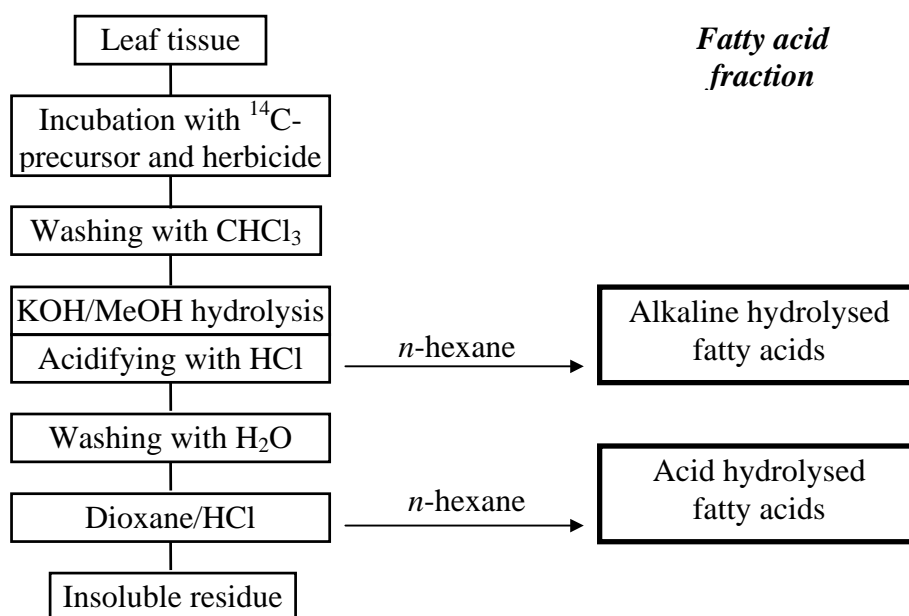 Leaf tissue
Fatty acid
fraction
Incubation with ¹⁴C-
precursor and herbicide
Washing with CHCl₃
KOH/MeOH hydrolysis
Acidifying with HCl
n-hexane
Alkaline hydrolysed
fatty acids
Washing with H₂O
Dioxane/HCl
n-hexane
Acid hydrolysed
fatty acids
Insoluble residue